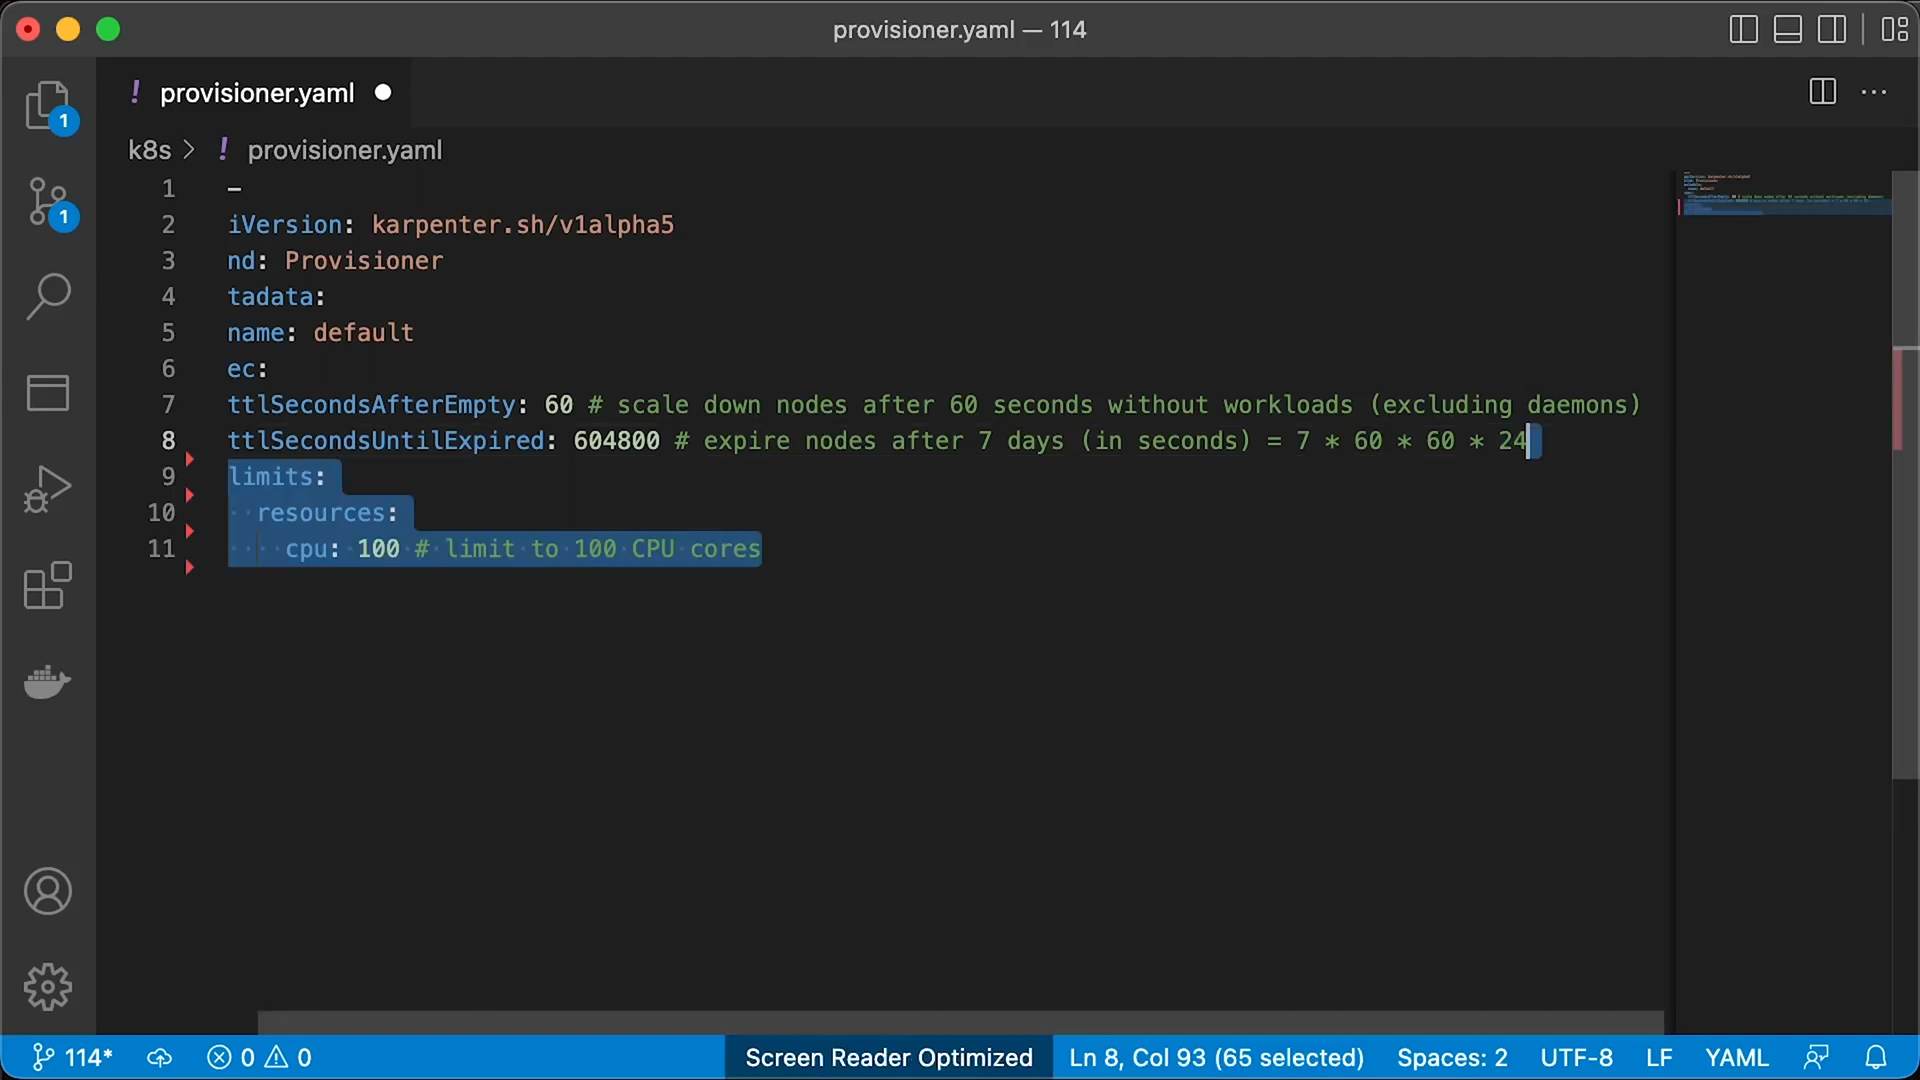 provisioner.yaml — 114
! provisioner.yaml
k8s > ! provisioner.yaml
1 -
2 iVersion: karpenter.sh/v1alpha5
3 nd: Provisioner
4 tadata:
5 name: default
6 ec:
7 ttlSecondsAfterEmpty: 60 # scale down nodes after 60 seconds without workloads (excluding daemons)
8 ttlSecondsUntilExpired: 604800 # expire nodes after 7 days (in seconds) = 7 * 60 * 60 * 24
9 limits:
10 resources:
11 cpu: 100 # limit to 100 CPU cores
1
1
114* 0 0 Screen Reader Optimized Ln 8, Col 93 (65 selected) Spaces: 2 UTF-8 LF YAML